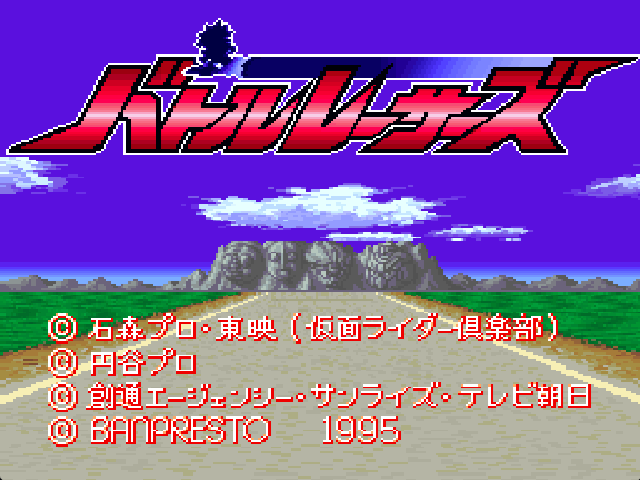 バトルレーサーズ
© 石森プロ・東映 (仮面ライダー倶楽部)
© 円谷プロ
© 創通エージェンシー・サンライズ・テレビ朝日
© BANPRESTO 1995